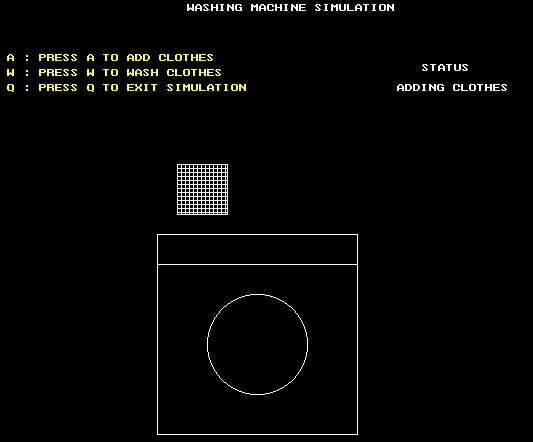 WASHING MACHINE SIMULATION
A : PRESS A TO ADD CLOTHES
W : PRESS W TO WASH CLOTHES
Q : PRESS Q TO EXIT SIMULATION
STATUS
ADDING CLOTHES